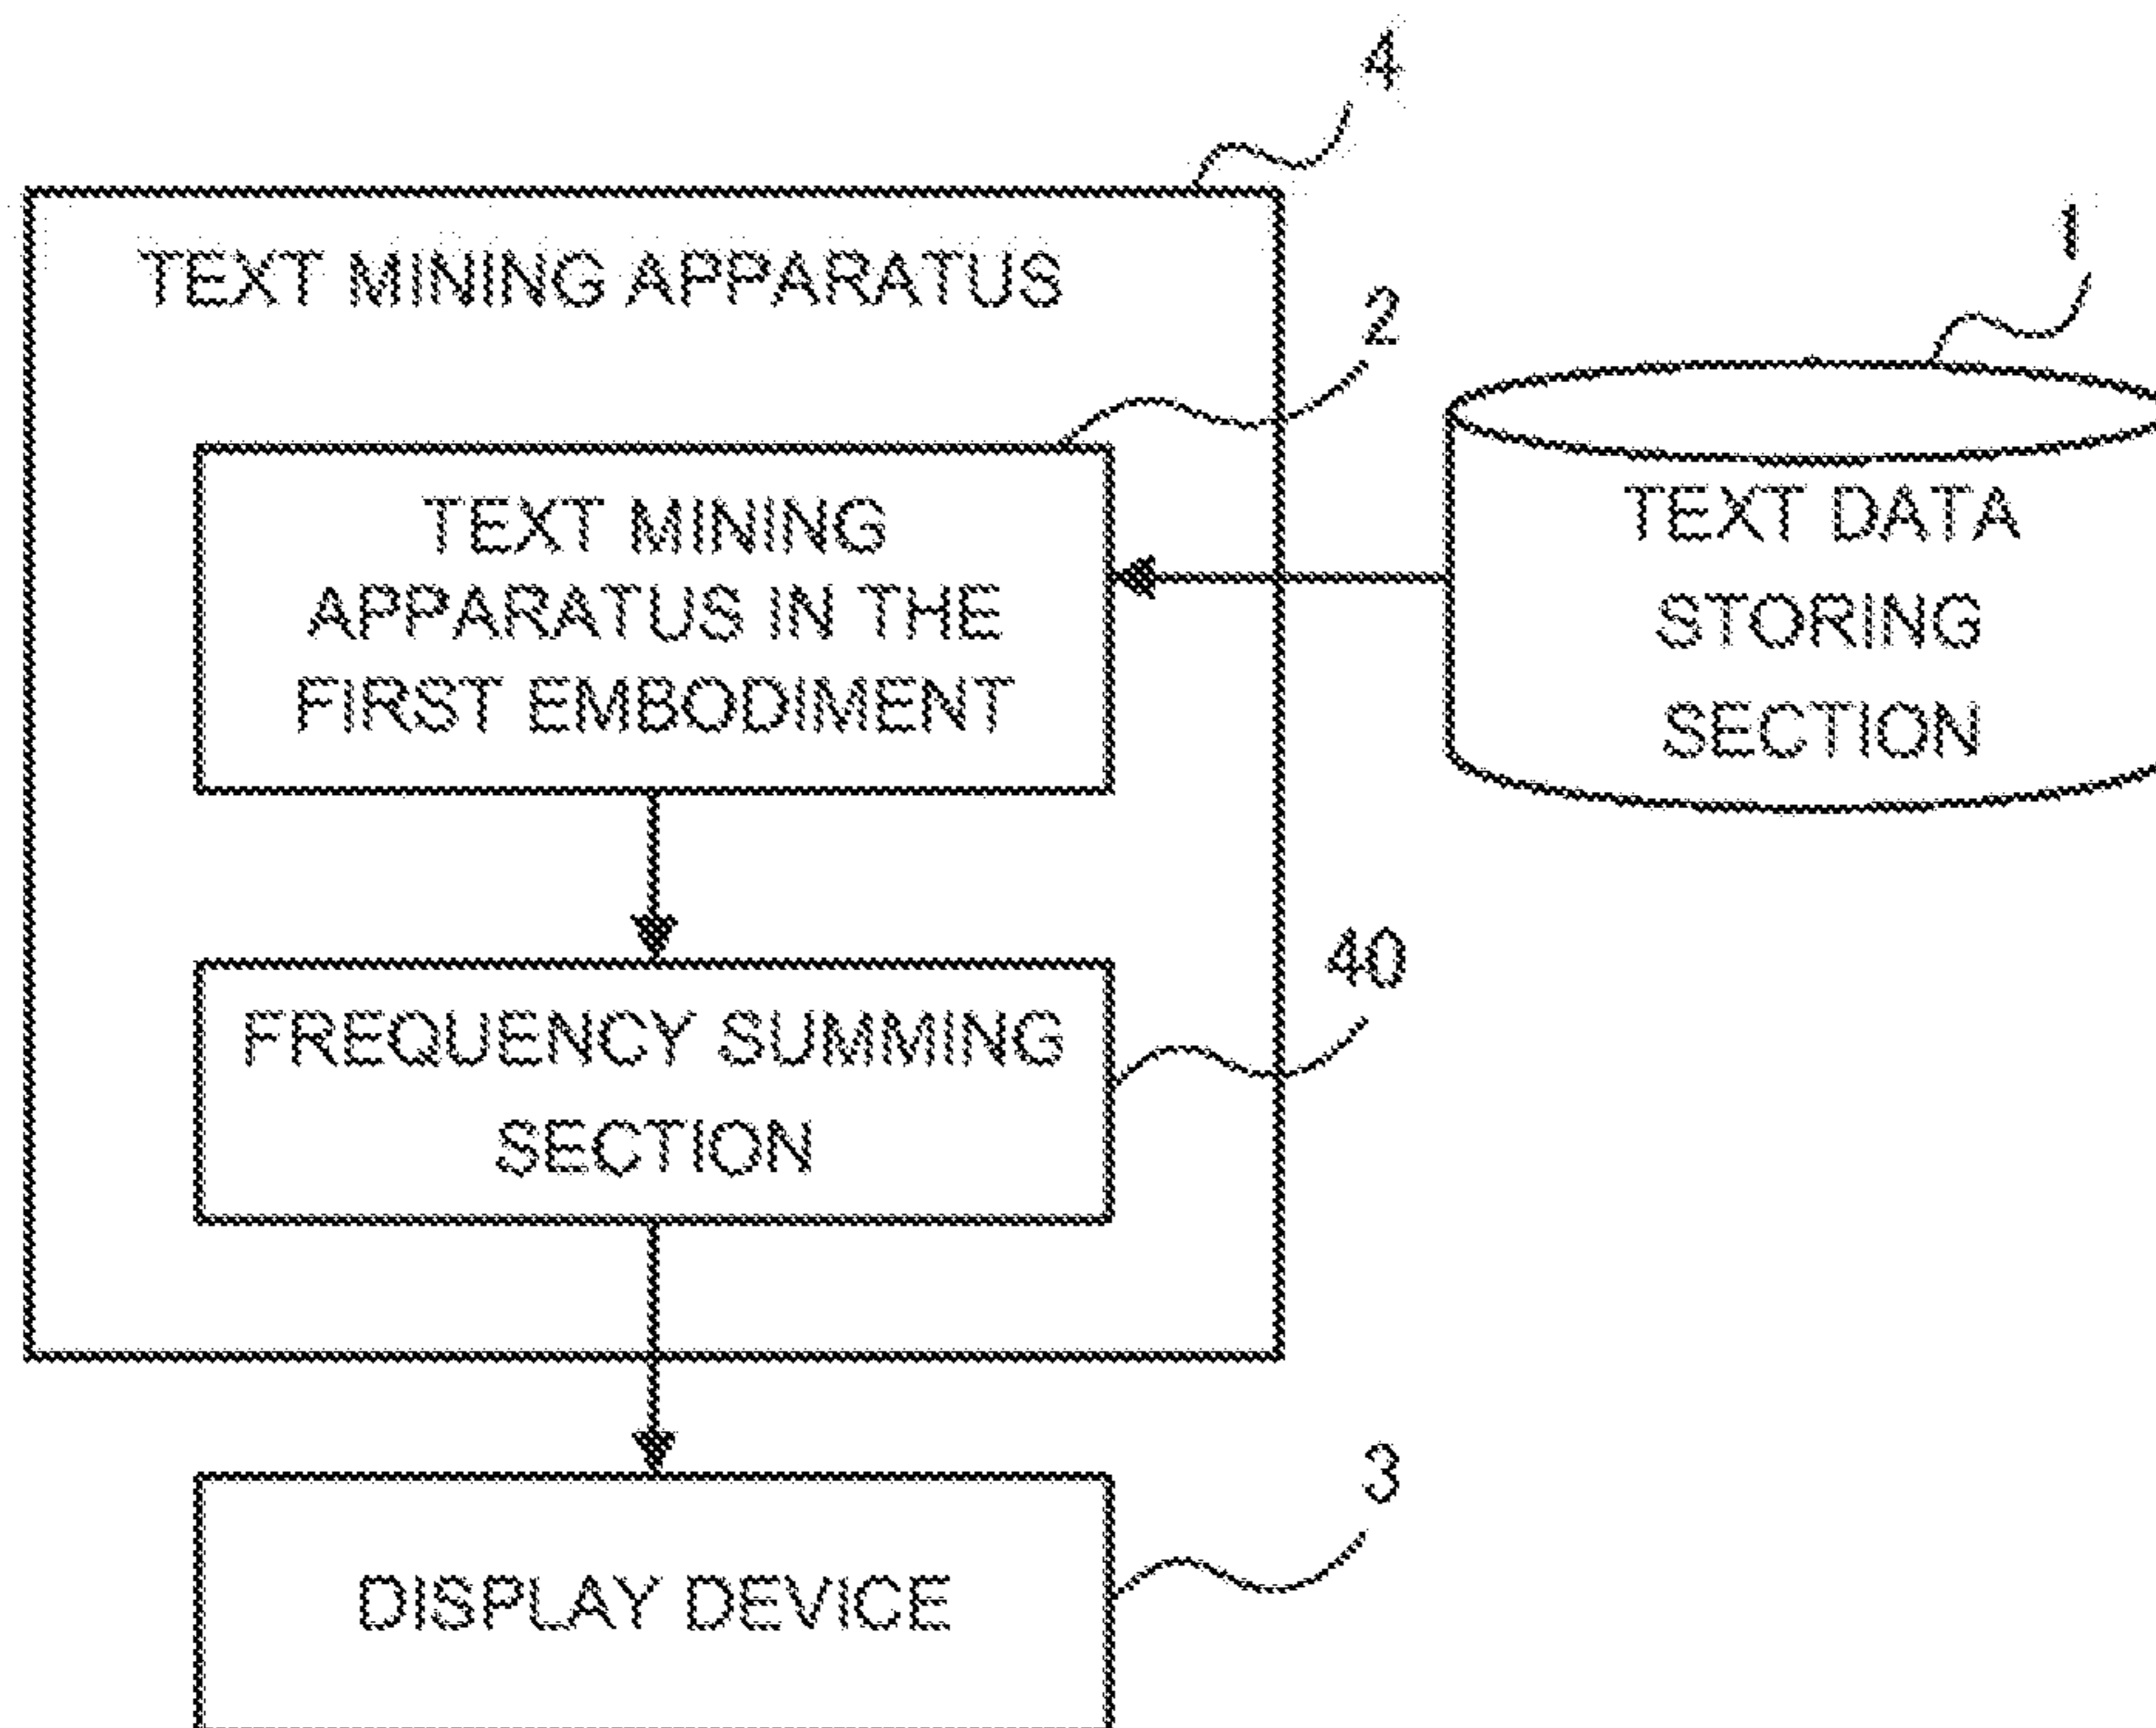 4
TEXT MINING APPARATUS
1
2
TEXT MINING
APPARATUS IN THE
FIRST EMBODIMENT
TEXT DATA
STORING
SECTION
40
FREQUENCY SUMMING
SECTION
3
DISPLAY DEVICE